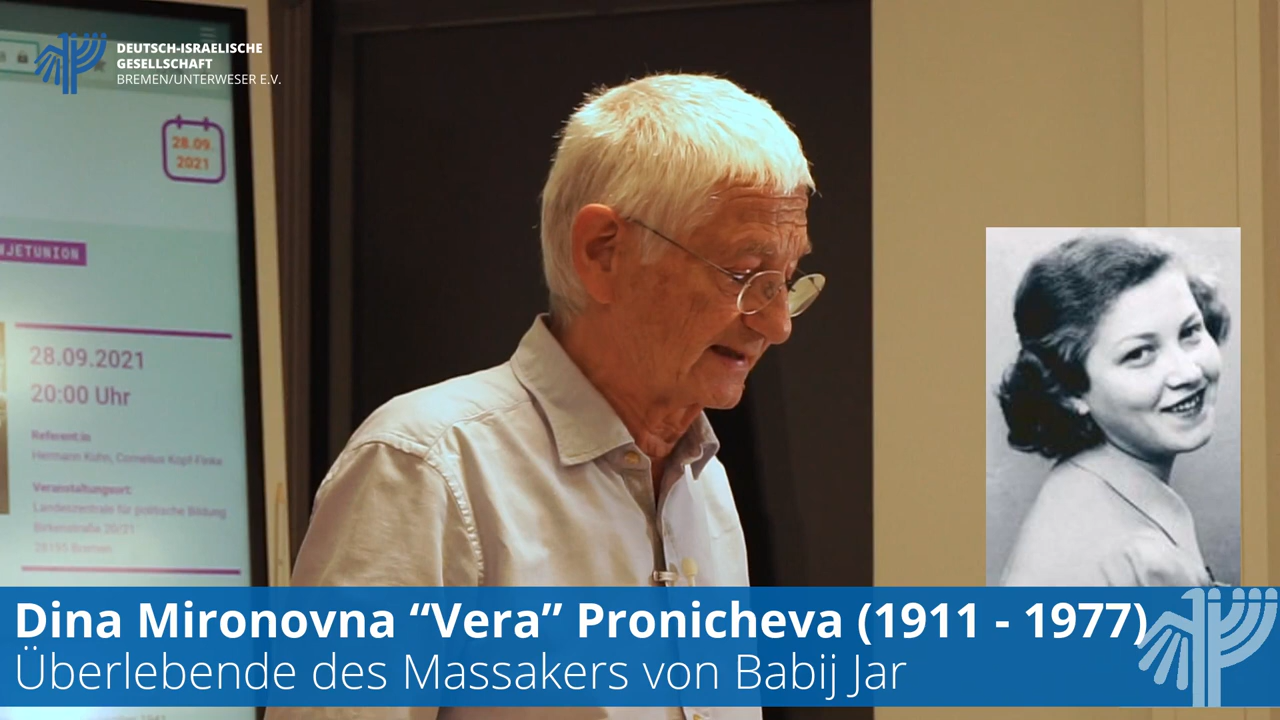 DEUTSCH-ISRAELISCHE
GESELLSCHAFT
BREMEN/UNTERWESER E.V.
28.09.
2021
WJETUNION
28.09.2021
20:00 Uhr
Referent:in
Hermann Kuhn, Cornelius Kopf-Finke
Veranstaltungsort:
Landeszentrale für politische Bildung
Birkenstraße 20/21
28195 Bremen
Dina Mironovna “Vera” Pronicheva (1911 - 1977)
Überlebende des Massakers von Babij Jar